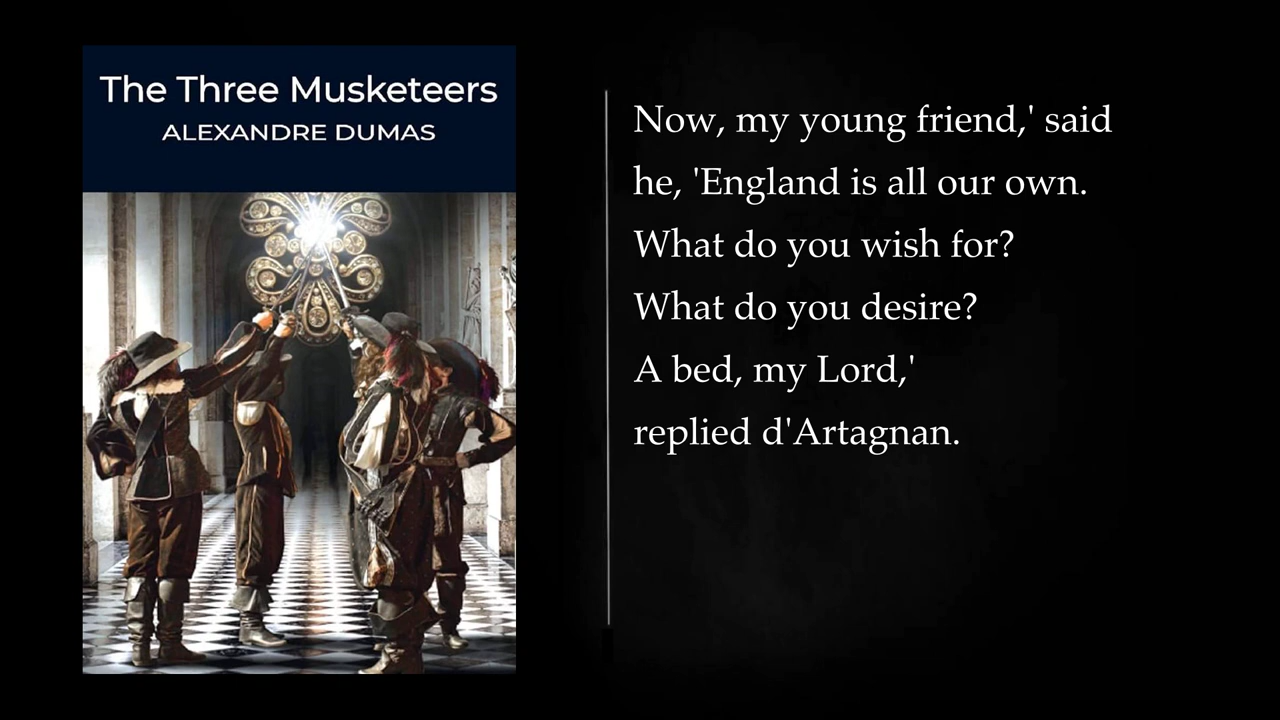 The Three Musketeers
ALEXANDRE DUMAS
Now, my young friend,' said
he, 'England is all our own.
What do you wish for?
What do you desire?
A bed, my Lord,'
replied d'Artagnan.